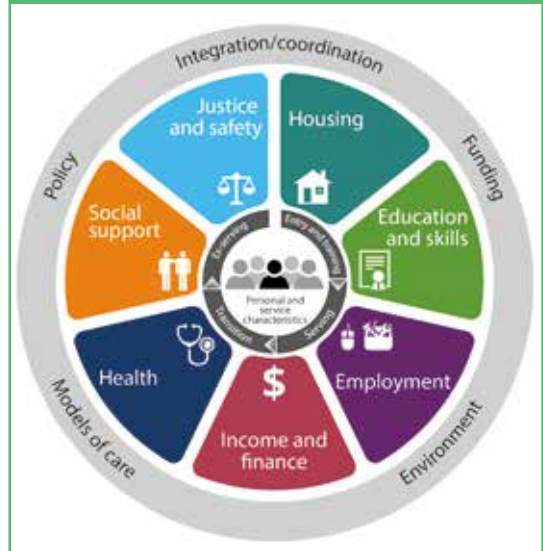 Integration/coordination
Policy
Funding
Justice
and safety
Housing
Social
support
Education
and skills
Ex-serving
Entry and training
Personal and
service
characteristics
Transition
Serving
Health
Employment
$
Income and
finance
Models of care
Environment